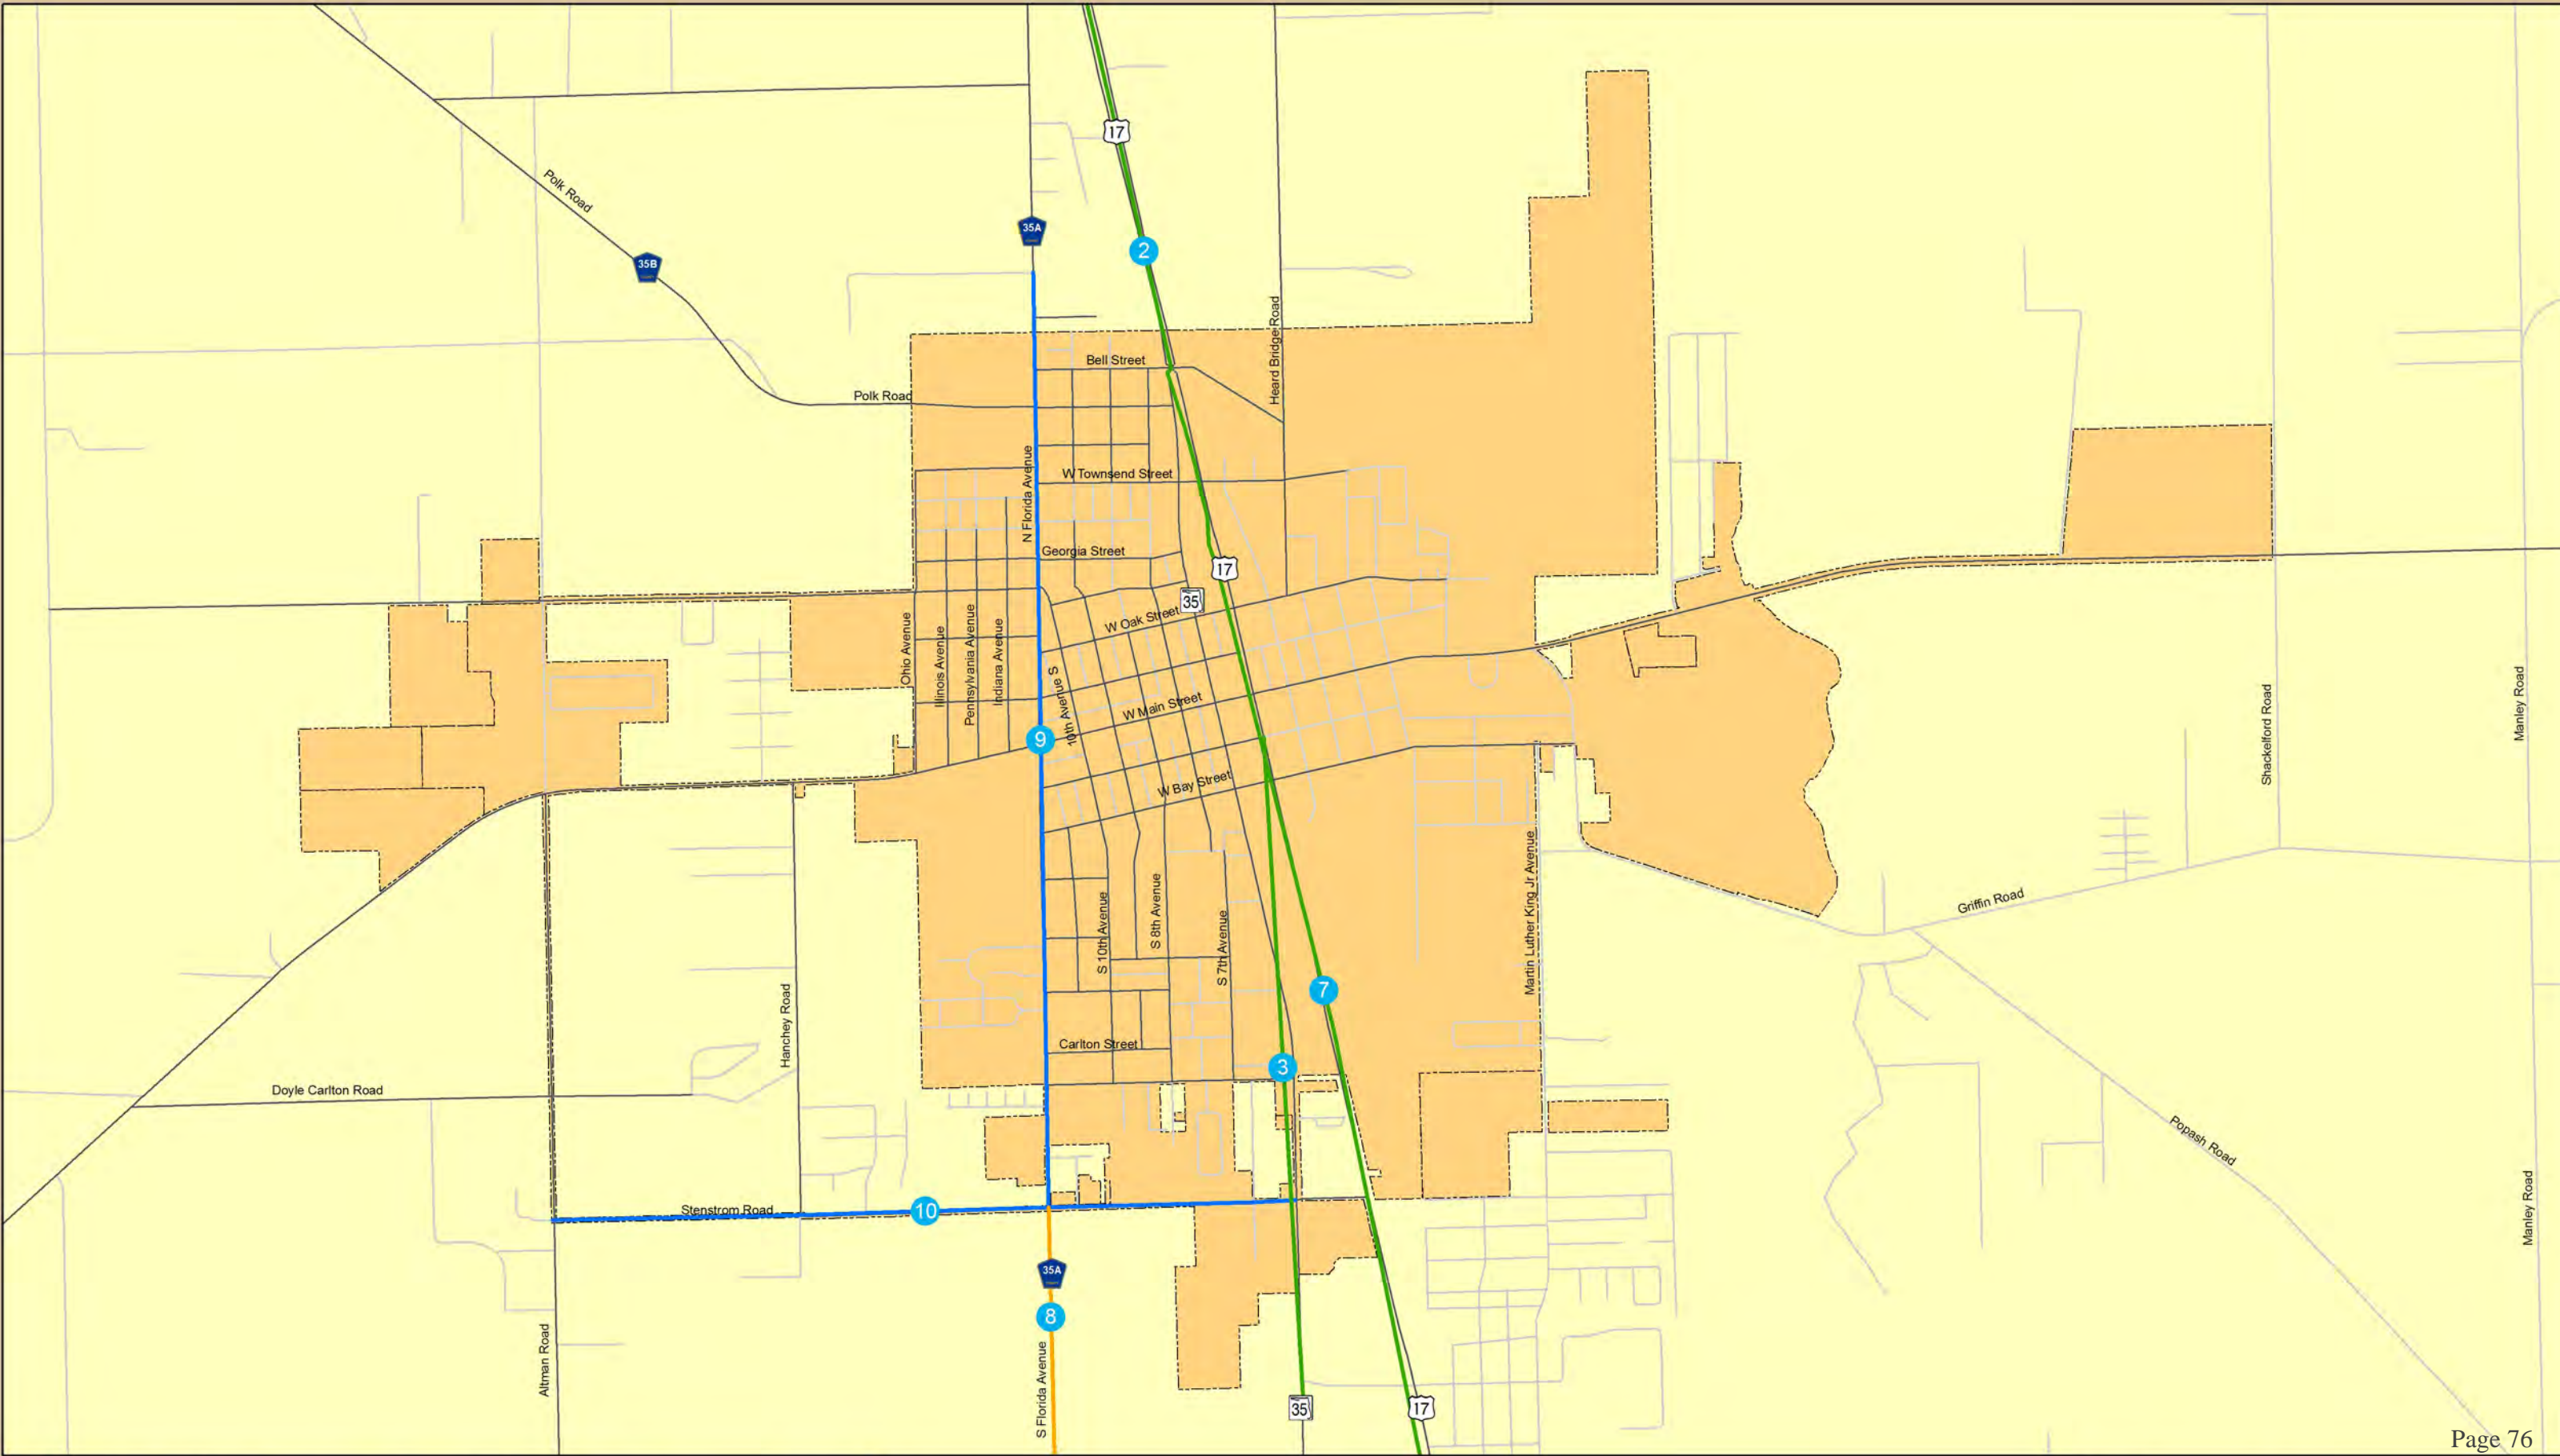 17
Polk Road
35A
2
35B
Heard Bridge Road
Bell Street
Polk Road
N Florida Avenue
W Townsend Street
Georgia Street
17
35
W Oak Street
Ohio Avenue
Illinois Avenue
Pennsylvania Avenue
Indiana Avenue
10th Avenue S
W Main Street
9
W Bay Street
Manley Road
Shackelford Road
Martin Luther King Jr Avenue
S 10th Avenue
S 8th Avenue
S 7th Avenue
Griffin Road
Hanchey Road
7
Carlton Street
3
Doyle Carlton Road
Popash Road
Manley Road
Stenstrom Road
10
35A
8
Altman Road
S Florida Avenue
35
17
Page 76